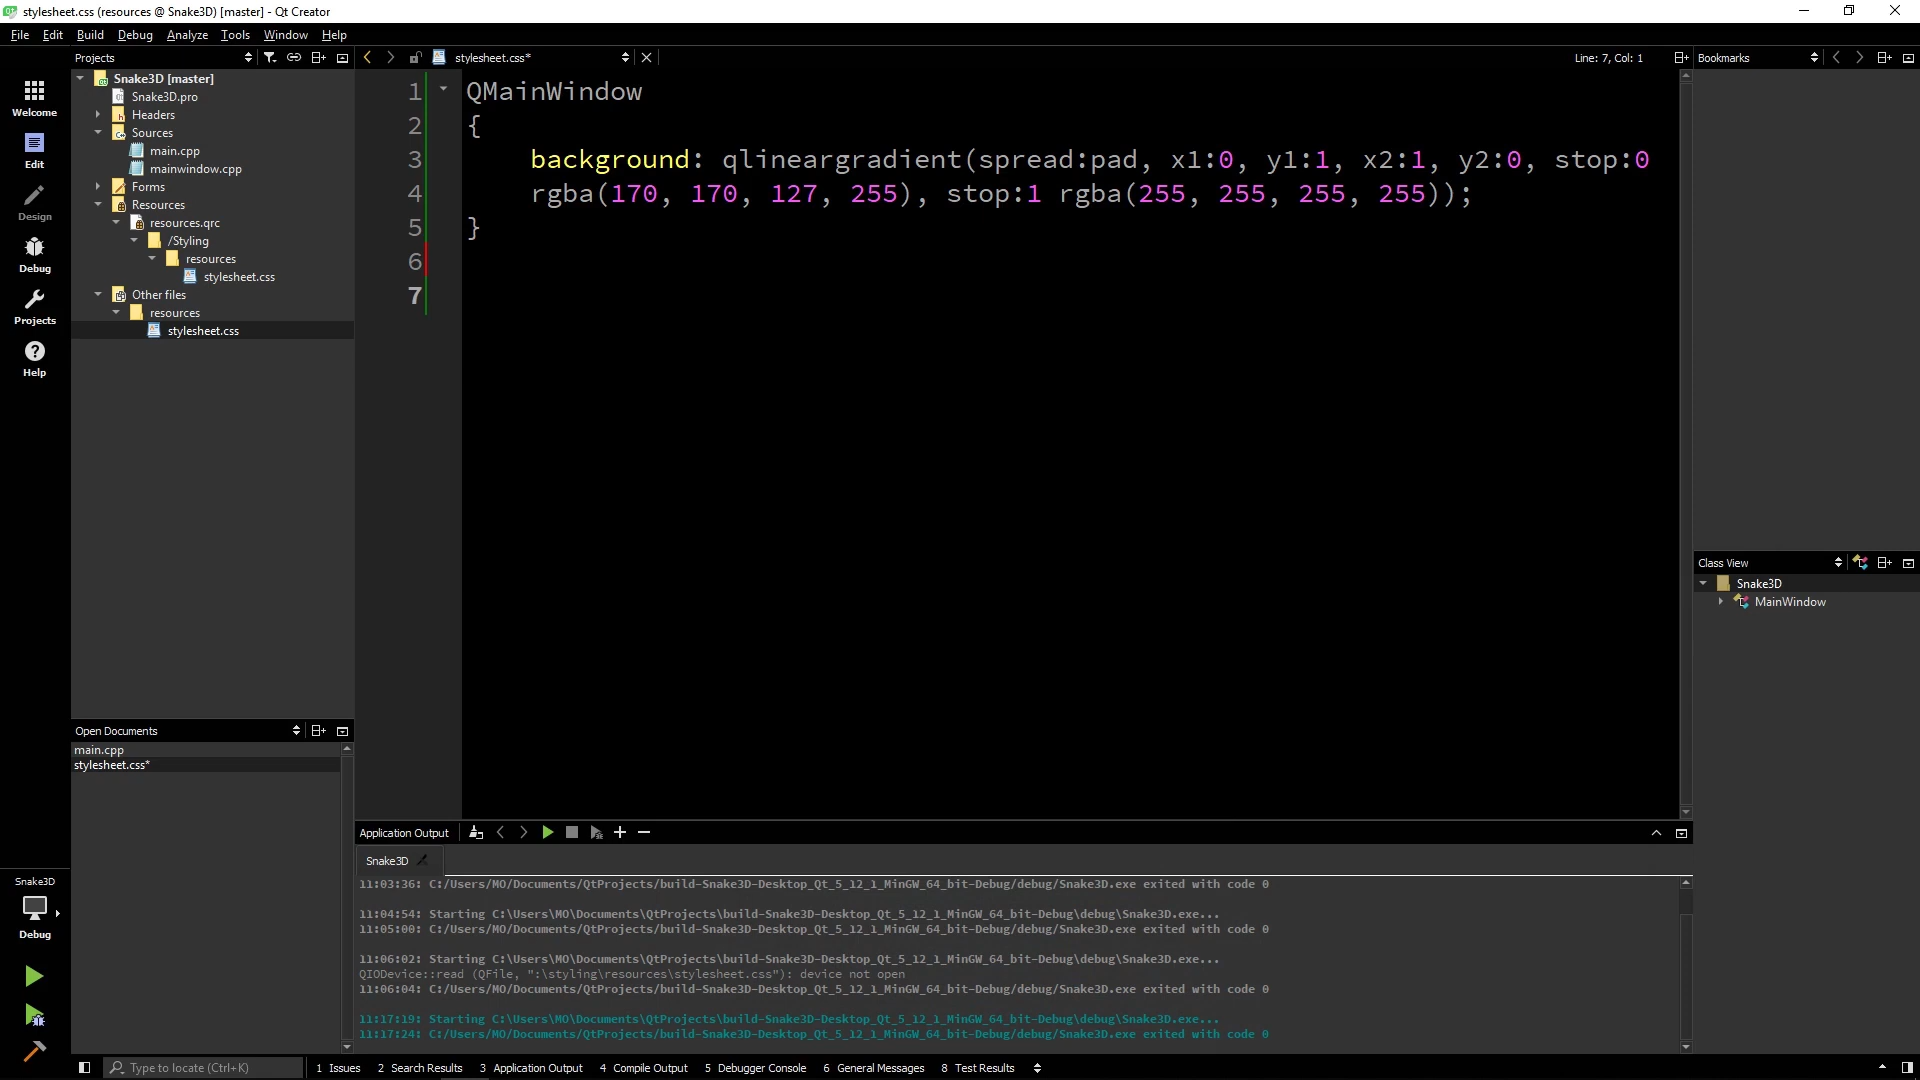 stylesheet.css (resources @ Snake3D) [master] - Qt Creator
File Edit Build Debug Analyze Tools Window Help
Projects
stylesheet.css*
Line: 7, Col: 1
Bookmarks
Welcome
Edit
Design
Debug
Projects
Help
Snake3D [master]
Snake3D.pro
Headers
Sources
main.cpp
mainwindow.cpp
Forms
Resources
resources.qrc
/Styling
resources
stylesheet.css
Other files
resources
stylesheet.css
1 QMainWindow
2 {
3 background: qlineargradient(spread:pad, x1:0, y1:1, x2:1, y2:0, stop:0
4 rgba(170, 170, 127, 255), stop:1 rgba(255, 255, 255, 255));
5 }
6
7
Class View
Snake3D
MainWindow
Open Documents
main.cpp
stylesheet.css*
Application Output
Snake3D
11:03:36: C:/Users/MO/Documents/QtProjects/build-Snake3D-Desktop_Qt_5_12_1_MinGW_64_bit-Debug/debug/Snake3D.exe exited with code 0
11:04:54: Starting C:\Users\MO\Documents\QtProjects\build-Snake3D-Desktop_Qt_5_12_1_MinGW_64_bit-Debug\debug\Snake3D.exe...
11:05:00: C:/Users/MO/Documents/QtProjects/build-Snake3D-Desktop_Qt_5_12_1_MinGW_64_bit-Debug/debug/Snake3D.exe exited with code 0
11:06:02: Starting C:\Users\MO\Documents\QtProjects\build-Snake3D-Desktop_Qt_5_12_1_MinGW_64_bit-Debug\debug\Snake3D.exe...
QIODevice::read (QFile, ":\styling\resources\stylesheet.css"): device not open
11:06:04: C:/Users/MO/Documents/QtProjects/build-Snake3D-Desktop_Qt_5_12_1_MinGW_64_bit-Debug/debug/Snake3D.exe exited with code 0
11:17:19: Starting C:\Users\MO\Documents\QtProjects\build-Snake3D-Desktop_Qt_5_12_1_MinGW_64_bit-Debug\debug\Snake3D.exe...
11:17:24: C:/Users/MO/Documents/QtProjects/build-Snake3D-Desktop_Qt_5_12_1_MinGW_64_bit-Debug/debug/Snake3D.exe exited with code 0
Snake3D
Debug
Type to locate (Ctrl+K)
1 Issues 2 Search Results 3 Application Output 4 Compile Output 5 Debugger Console 6 General Messages 8 Test Results